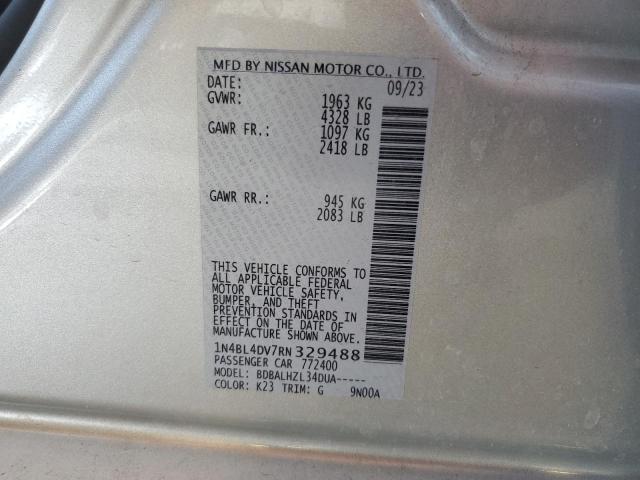 MFD BY NISSAN MOTOR CO., LTD.
DATE: 09/23
GVWR: 1963 KG
4328 LB
GAWR FR.: 1097 KG
2418 LB
GAWR RR.: 945 KG
2083 LB
THIS VEHICLE CONFORMS TO
ALL APPLICABLE FEDERAL
MOTOR VEHICLE SAFETY,
BUMPER, AND THEFT
PREVENTION STANDARDS IN
EFFECT ON THE DATE OF
MANUFACTURE SHOWN ABOVE.
1N4BL4DV7RN329488
PASSENGER CAR 772400
MODEL: BDBALHZL34DUA-----
COLOR: K23 TRIM: G 9N00A